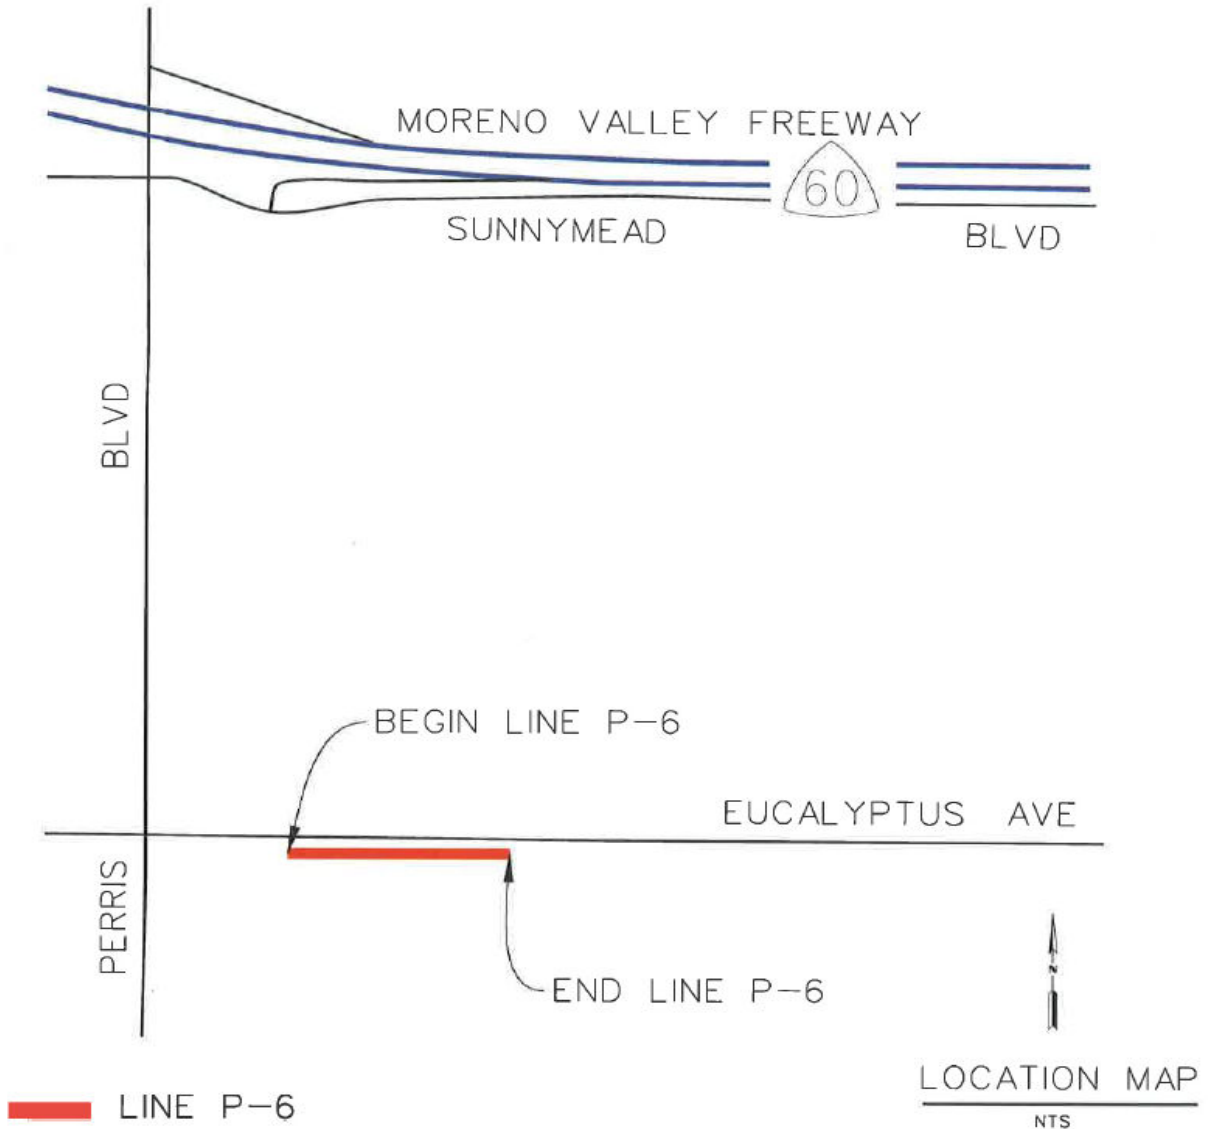 MORENO VALLEY FREEWAY
60
SUNNYMEAD BLVD
PERRIS BLVD
BEGIN LINE P-6
EUCALYPTUS AVE
END LINE P-6
N
LOCATION MAP
NTS
LINE P-6